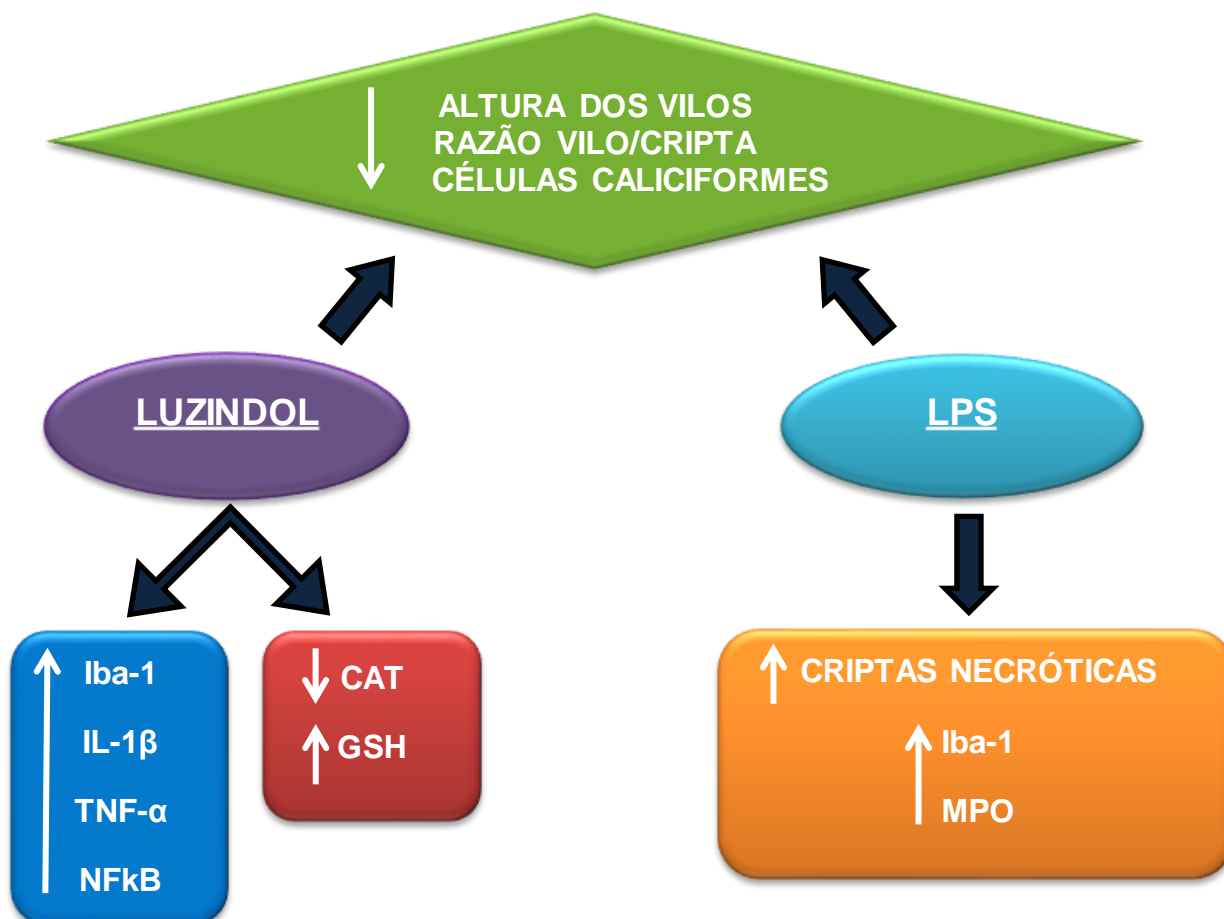 ALTURA DOS VILOS
RAZÃO VILO/CRIPTA
CÉLULAS CALICIFORMES
LUZINDOL
LPS
Iba-1
IL-1β
TNF-α
NFkB
CAT
GSH
CRIPTAS NECRÓTICAS
Iba-1
MPO